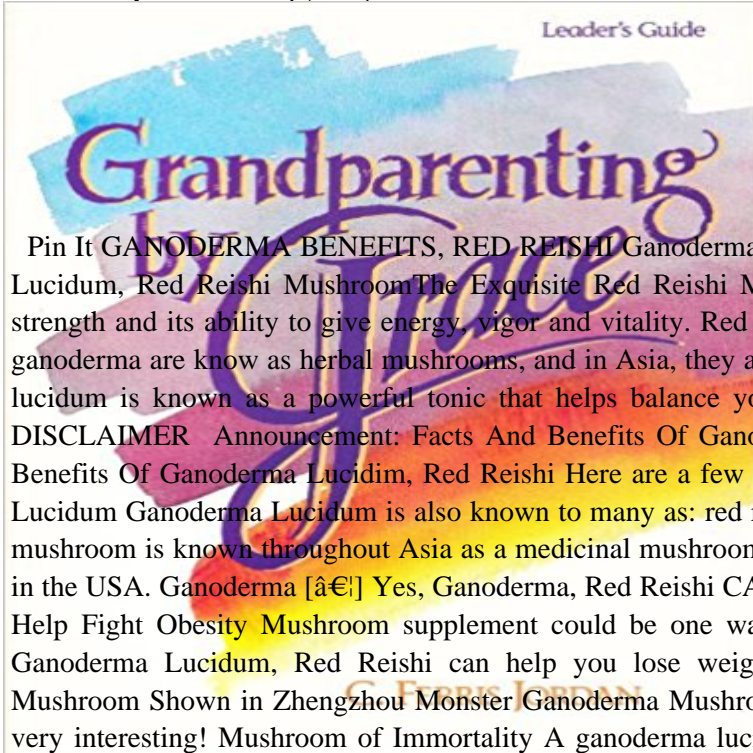 Leader's Guide
Grandparenting
by
Grace
Pin It GANODERMA BENEFITS, RED REISHI Ganoderma
Lucidum, Red Reishi MushroomThe Exquisite Red Reishi M
strength and its ability to give energy, vigor and vitality. Red
ganoderma are know as herbal mushrooms, and in Asia, they a
lucidum is known as a powerful tonic that helps balance yo
DISCLAIMER Announcement: Facts And Benefits Of Gano
Benefits Of Ganoderma Lucidim, Red Reishi Here are a few
Lucidum Ganoderma Lucidum is also known to many as: red r
mushroom is known throughout Asia as a medicinal mushroom
in the USA. Ganoderma [â€¦] Yes, Ganoderma, Red Reishi CA
Help Fight Obesity Mushroom supplement could be one wa
Ganoderma Lucidum, Red Reishi can help you lose weig
Mushroom Shown in Zhengzhou Monster Ganoderma Mushro
C. FERRIS JORDAN
very interesting! Mushroom of Immortality A ganoderma luc